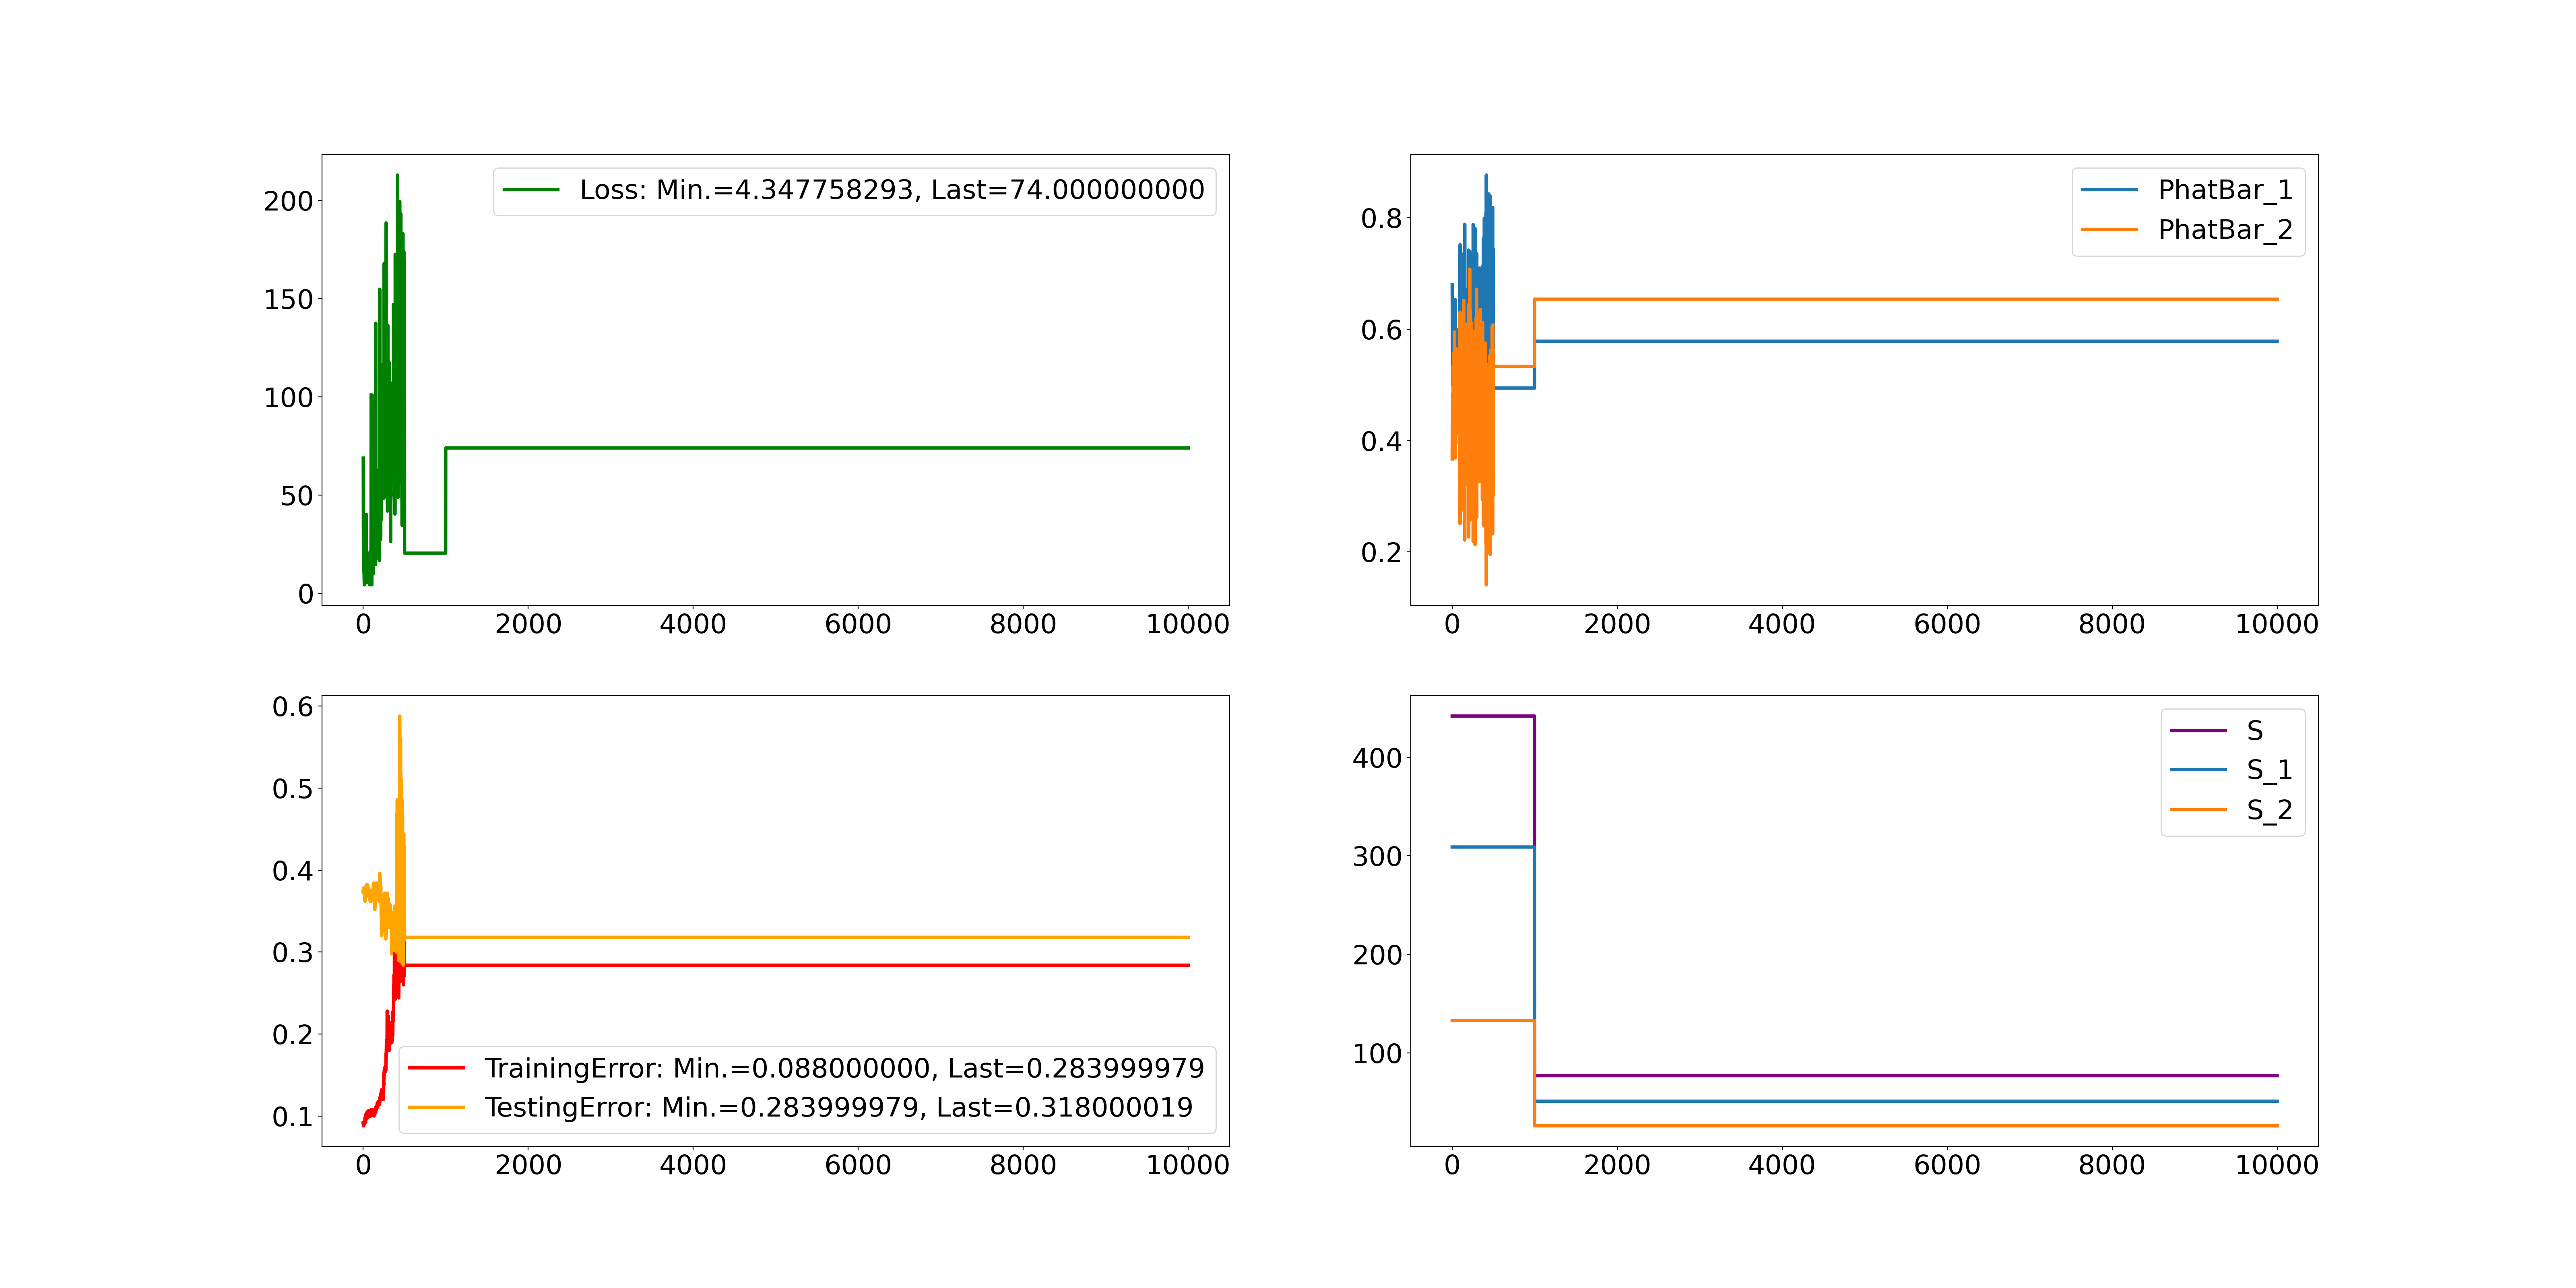 Loss: Min.=4.347758293, Last=74.000000000
200
150
100
50
0
0 2000 4000 6000 8000 10000
PhatBar_1
PhatBar_2
0.8
0.6
0.4
0.2
0 2000 4000 6000 8000 10000
0.6
0.5
0.4
0.3
0.2
0.1
TrainingError: Min.=0.088000000, Last=0.283999979
TestingError: Min.=0.283999979, Last=0.318000019
0 2000 4000 6000 8000 10000
S
S_1
S_2
400
300
200
100
0 2000 4000 6000 8000 10000